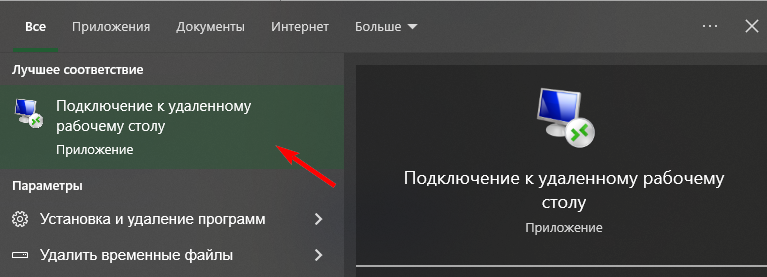 Все Приложения Документы Интернет Больше
Лучшее соответствие
Подключение к удаленному
рабочему столу
Приложение
Параметры
Установка и удаление программ
Удалить временные файлы
Подключение к удаленному рабочему
столу
Приложение